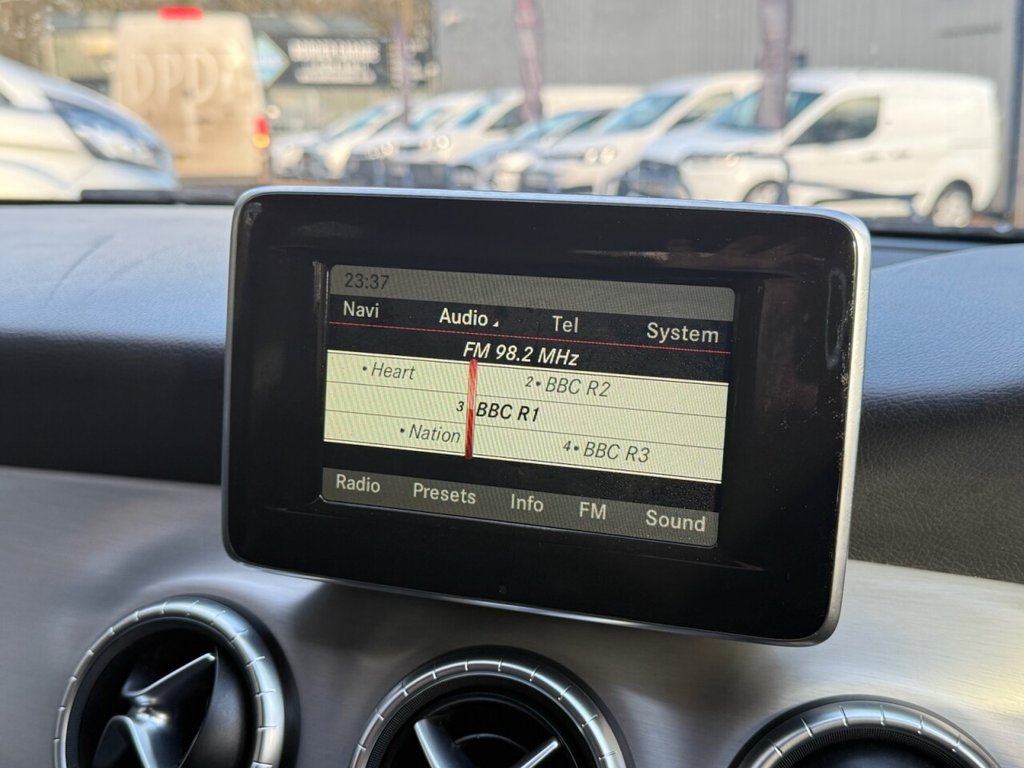 DPD
23:37
Navi Audio Tel System
FM 98.2 MHz
• Heart 2• BBC R2
3 BBC R1
• Nation 4• BBC R3
Radio Presets Info FM Sound